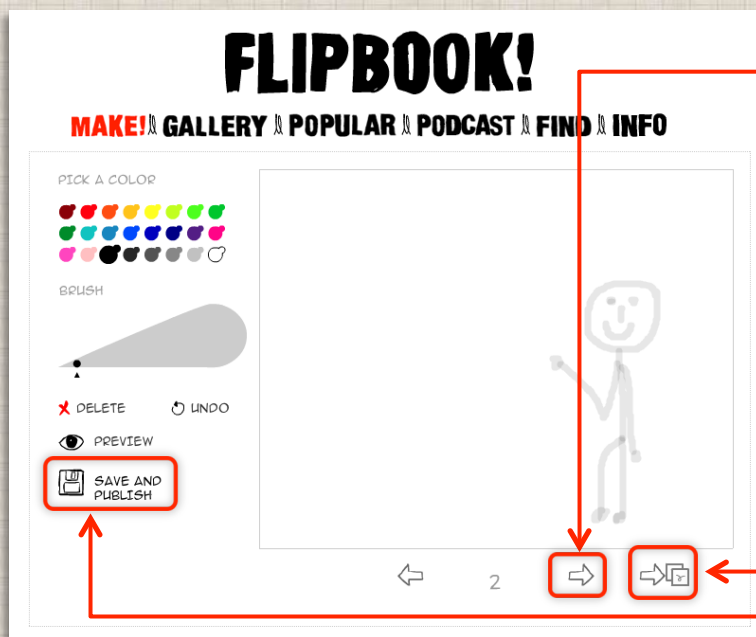 FLIPBOOK!
MAKE! GALLERY POPULAR PODCAST FIND INFO
PICK A COLOR
BRUSH
DELETE UNDO
PREVIEW
SAVE AND
PUBLISH
2